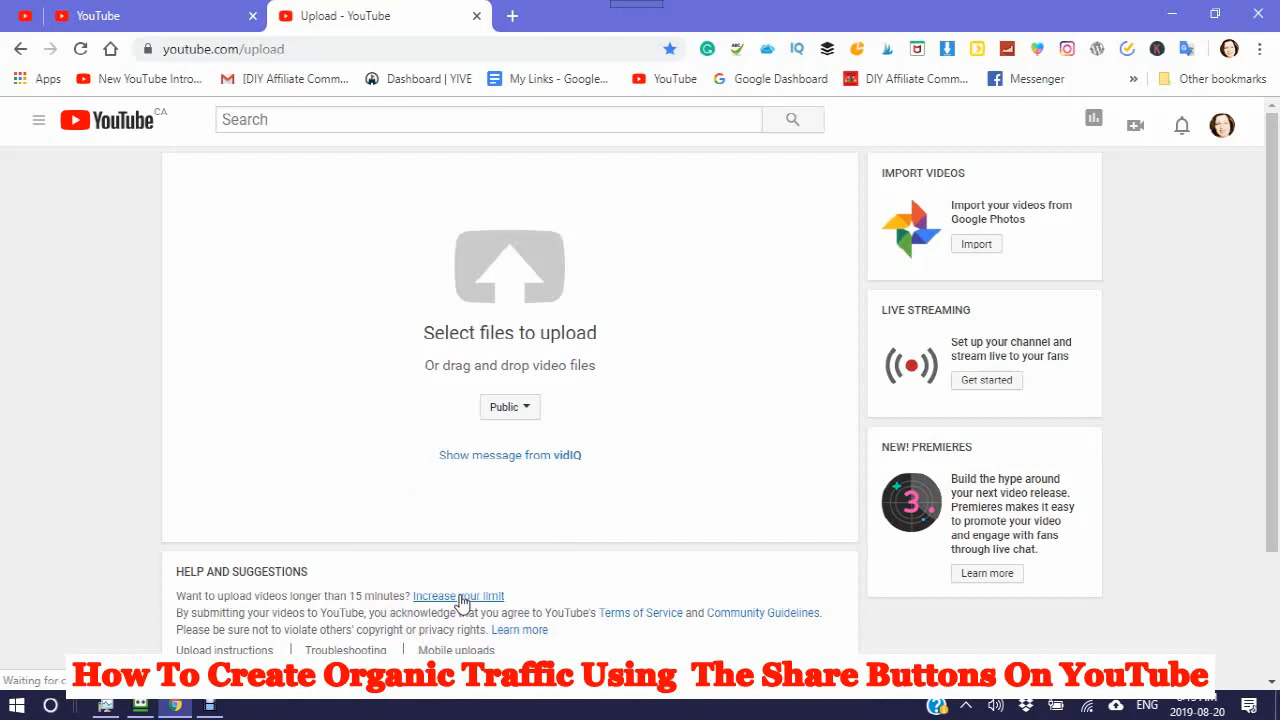 YouTube
Upload - YouTube
youtube.com/upload
Apps
New YouTube Intro...
[DIY Affiliate Comm...
Dashboard | YIVE
My Links - Google...
YouTube
Google Dashboard
DIY Affiliate Comm...
Messenger
»
Other bookmarks
YouTube CA
Search
Select files to upload
Or drag and drop video files
Public
Show message from vidIQ
IMPORT VIDEOS
Import your videos from
Google Photos
Import
LIVE STREAMING
Set up your channel and
stream live to your fans
Get started
NEW! PREMIERES
Build the hype around
your next video release.
Premieres makes it easy
to promote your video
and engage with fans
through live chat.
Learn more
HELP AND SUGGESTIONS
Want to upload videos longer than 15 minutes? Increase your limit
By submitting your videos to YouTube, you acknowledge that you agree to YouTube's Terms of Service and Community Guidelines.
Please be sure not to violate others' copyright or privacy rights. Learn more
Upload instructions | Troubleshooting | Mobile uploads
Waiting for
How To Create Organic Traffic Using The Share Buttons On YouTube
ENG
2019-08-20